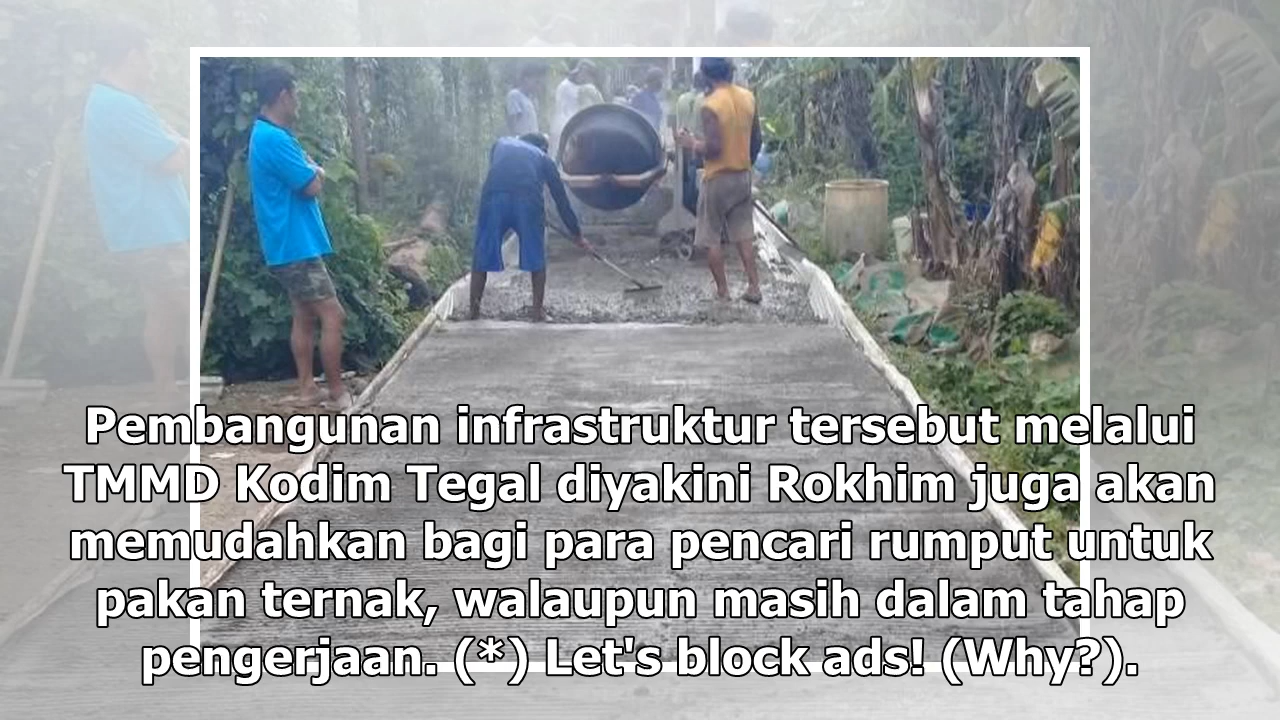 Pembangunan infrastruktur tersebut melalui
TMMD Kodim Tegal diyakini Rokhim juga akan
memudahkan bagi para pencari rumput untuk
pakan ternak, walaupun masih dalam tahap
pengerjaan. (*) Let's block ads! (Why?).